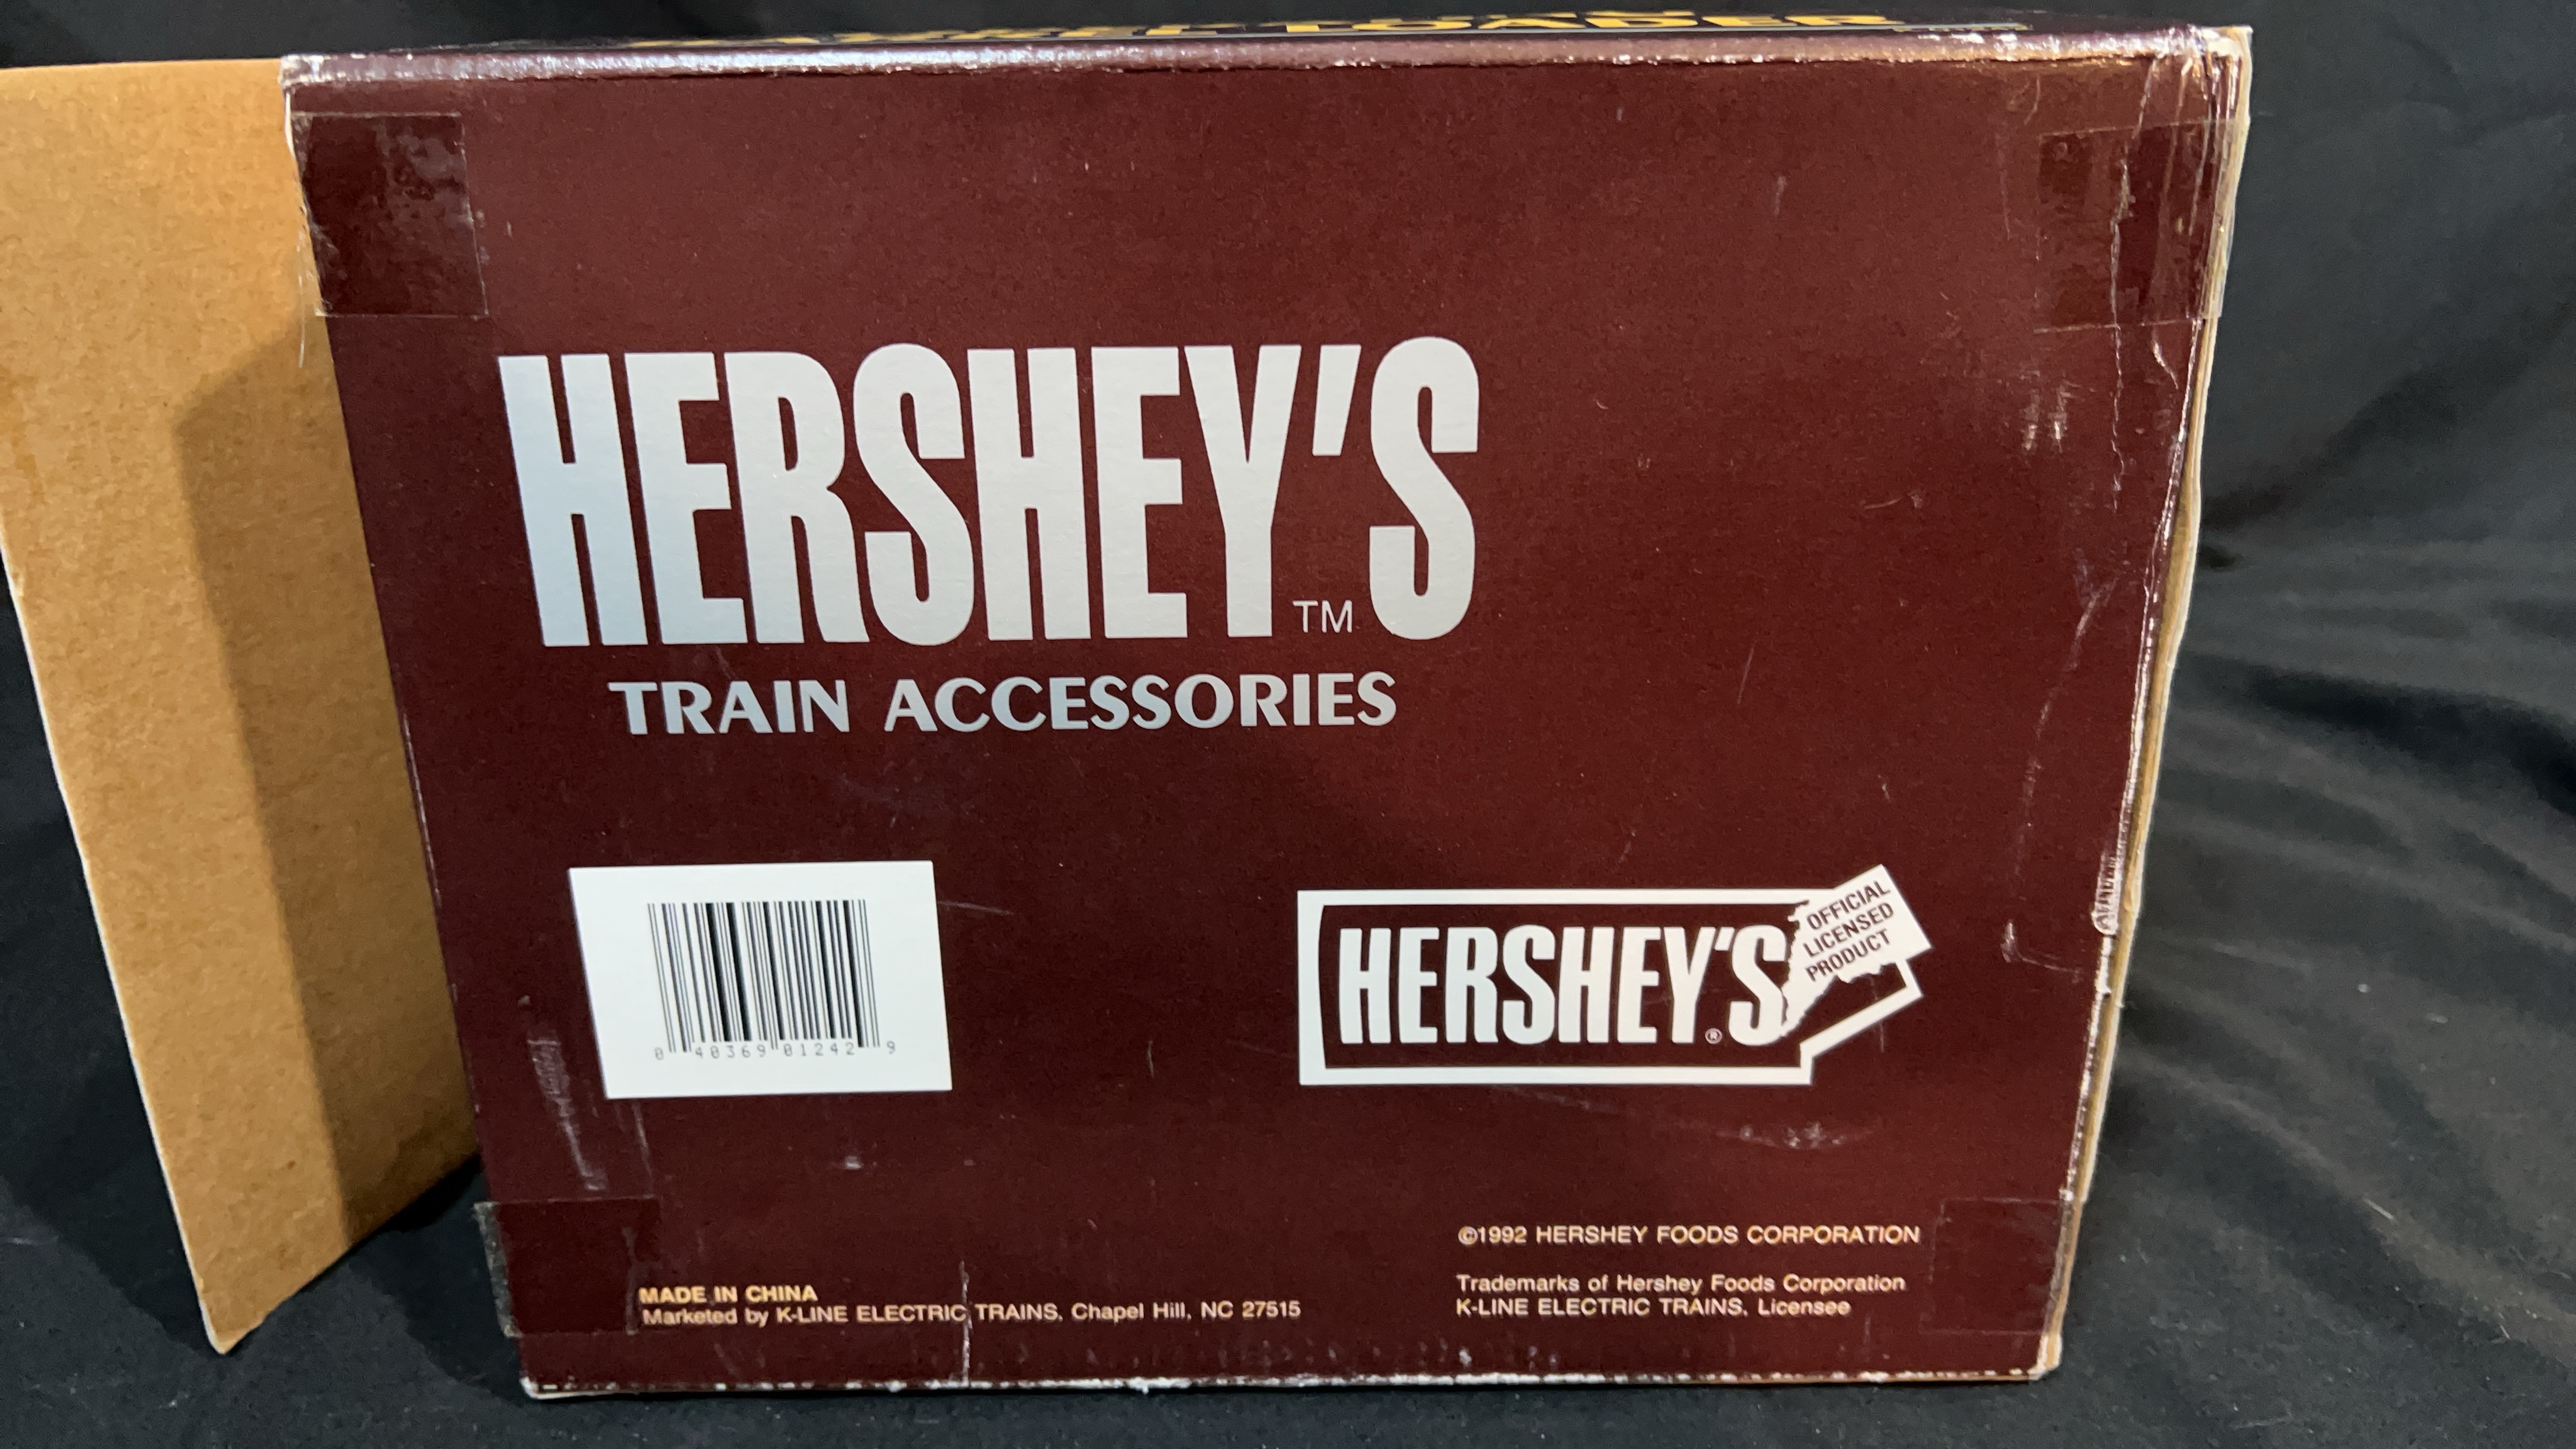 LOADER
HERSHEY'S
TM
TRAIN ACCESSORIES
0 40369 01242 9
HERSHEY'S®
OFFICIAL
LICENSED
PRODUCT
©1992 HERSHEY FOODS CORPORATION
Trademarks of Hershey Foods Corporation
K-LINE ELECTRIC TRAINS, Licensee
MADE IN CHINA
Marketed by K-LINE ELECTRIC TRAINS, Chapel Hill, NC 27515